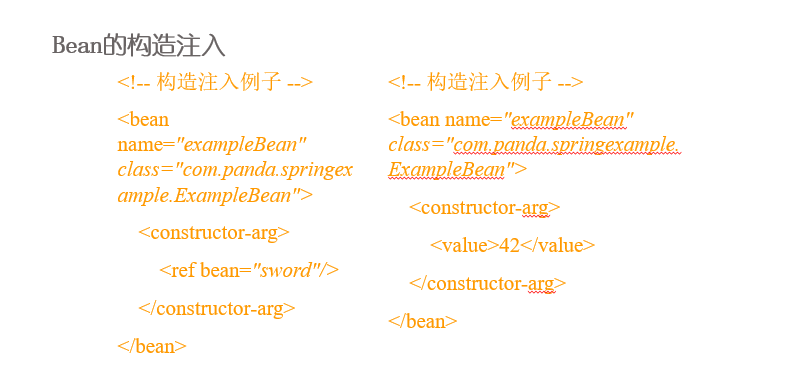 Bean的构造注入
<!-- 构造注入例子 -->
<bean
name="exampleBean"
class="com.panda.springex
ample.ExampleBean">
<constructor-arg>
<ref bean="sword"/>
</constructor-arg>
</bean>
<!-- 构造注入例子 -->
<bean name="exampleBean"
class="com.panda.springexample.
ExampleBean">
<constructor-arg>
<value>42</value>
</constructor-arg>
</bean>